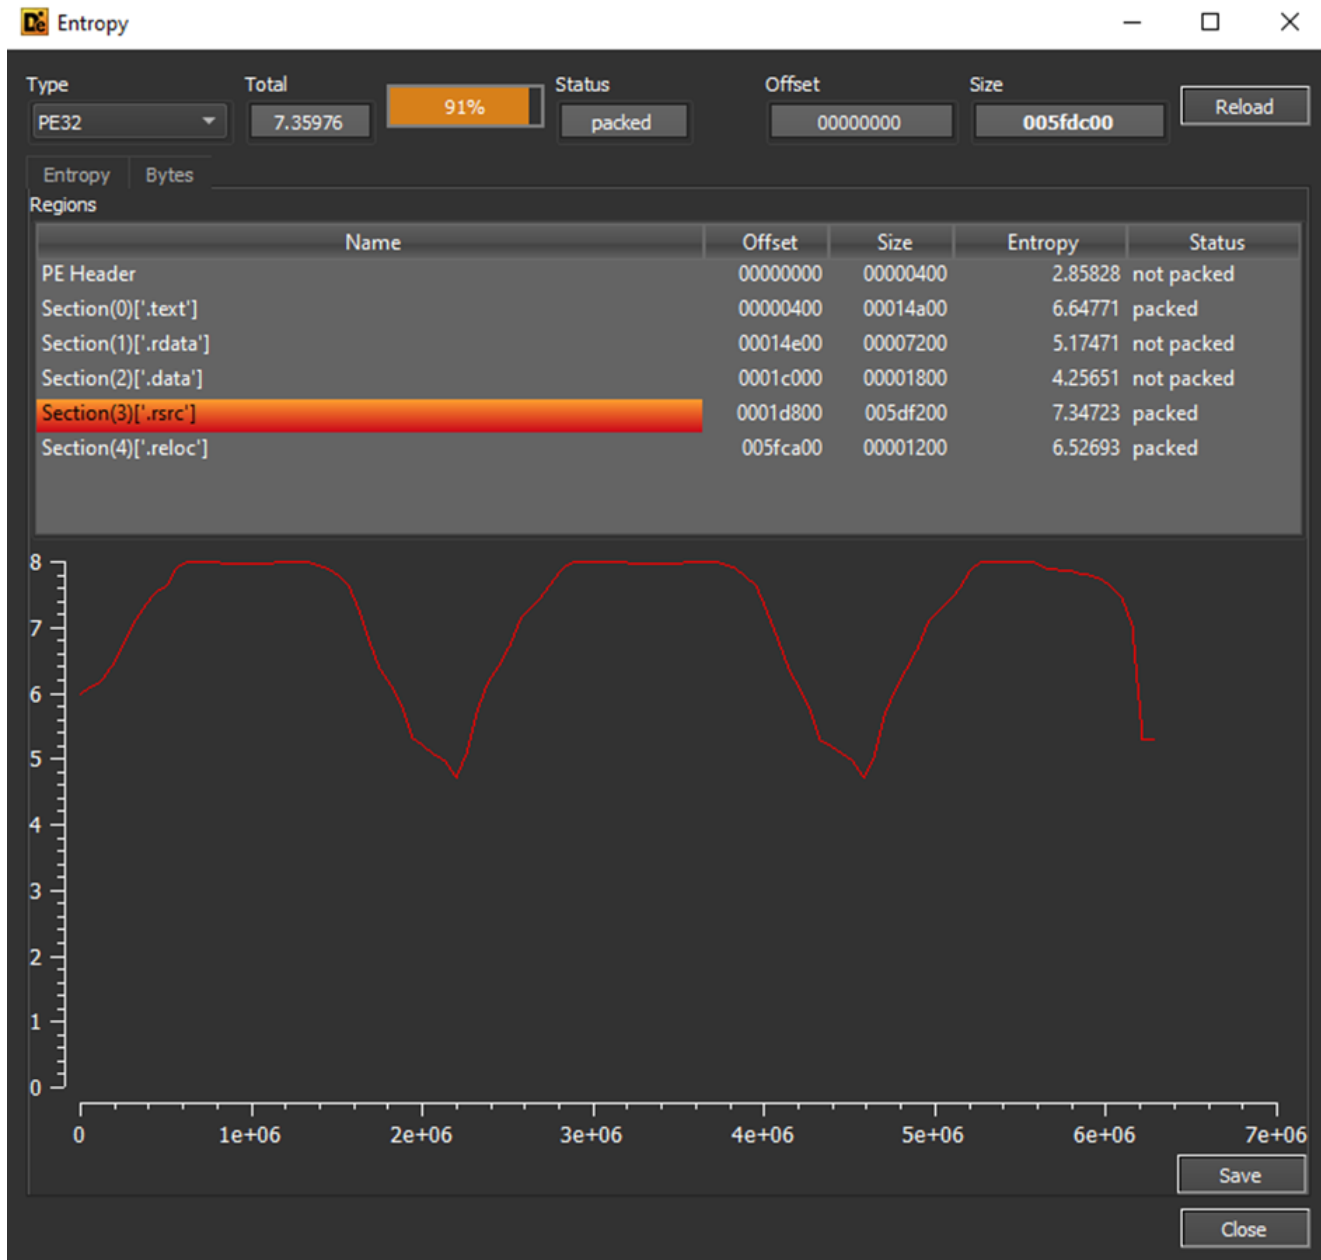 De Entropy
Type Total Status Offset Size
PE32 7.35976 91% packed 00000000 005fdc00 Reload
Entropy Bytes
Regions
Name Offset Size Entropy Status
PE Header 00000000 00000400 2.85828 not packed
Section(0)['.text'] 00000400 00014a00 6.64771 packed
Section(1)['.rdata'] 00014e00 00007200 5.17471 not packed
Section(2)['.data'] 0001c000 00001800 4.25651 not packed
Section(3)['.rsrc'] 0001d800 005df200 7.34723 packed
Section(4)['.reloc'] 005fca00 00001200 6.52693 packed
8
7
6
5
4
3
2
1
0
0 1e+06 2e+06 3e+06 4e+06 5e+06 6e+06 7e+06
Save
Close